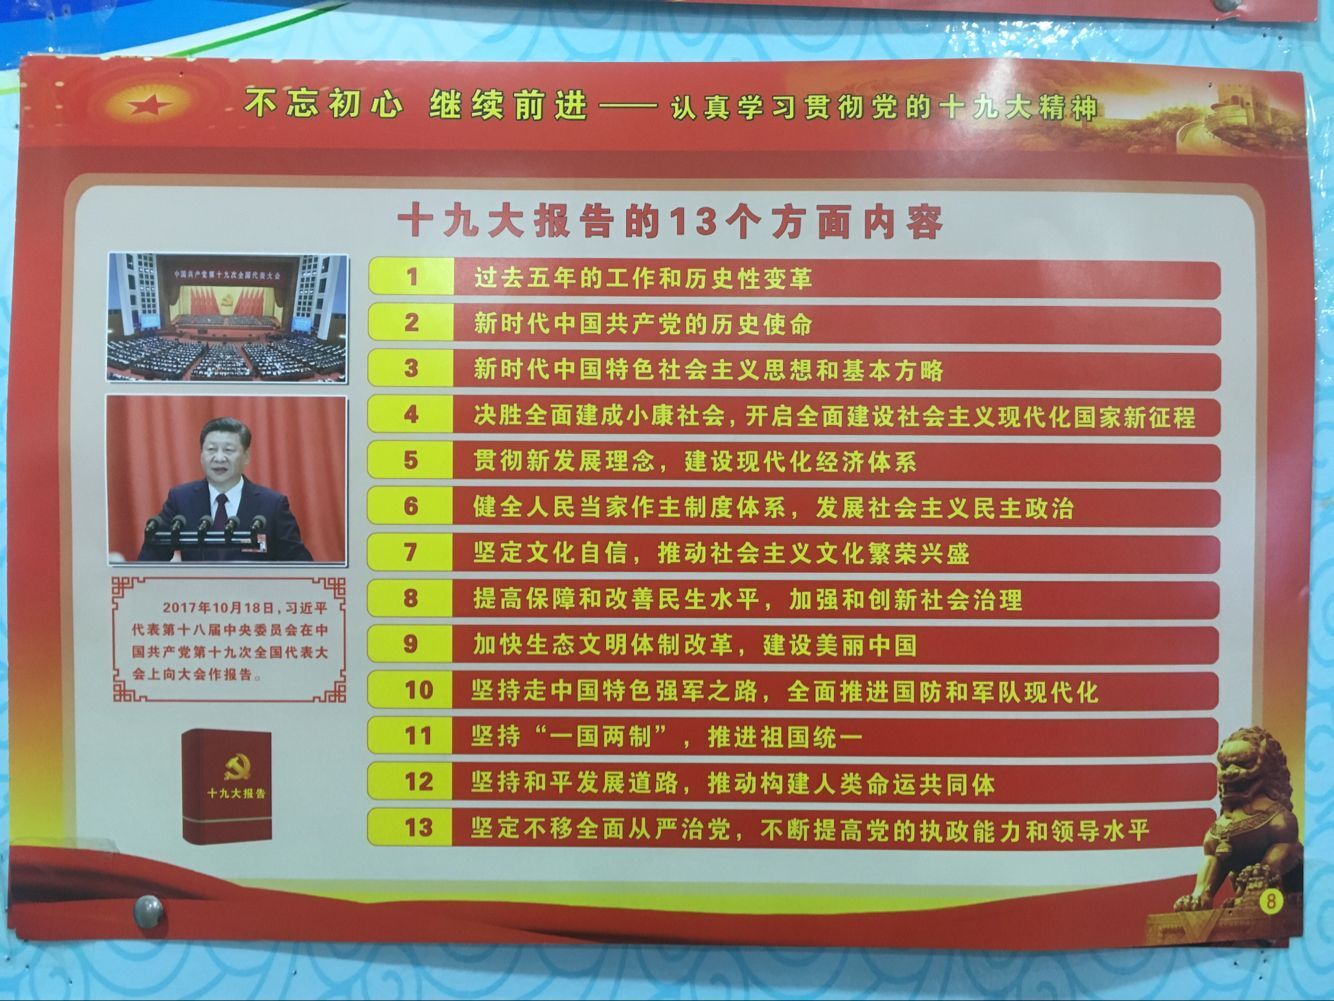 不忘初心 继续前进——认真学习贯彻党的十九大精神
十九大报告的13个方面内容
中国共产党第十九次全国代表大会
1 过去五年的工作和历史性变革
2 新时代中国共产党的历史使命
3 新时代中国特色社会主义思想和基本方略
4 决胜全面建成小康社会，开启全面建设社会主义现代化国家新征程
5 贯彻新发展理念，建设现代化经济体系
6 健全人民当家作主制度体系，发展社会主义民主政治
7 坚定文化自信，推动社会主义文化繁荣兴盛
8 提高保障和改善民生水平，加强和创新社会治理
9 加快生态文明体制改革，建设美丽中国
10 坚持走中国特色强军之路，全面推进国防和军队现代化
11 坚持“一国两制”，推进祖国统一
12 坚持和平发展道路，推动构建人类命运共同体
13 坚定不移全面从严治党，不断提高党的执政能力和领导水平
2017年10月18日，习近平
代表第十八届中央委员会在中
国共产党第十九次全国代表大
会上向大会作报告。
十九大报告
8